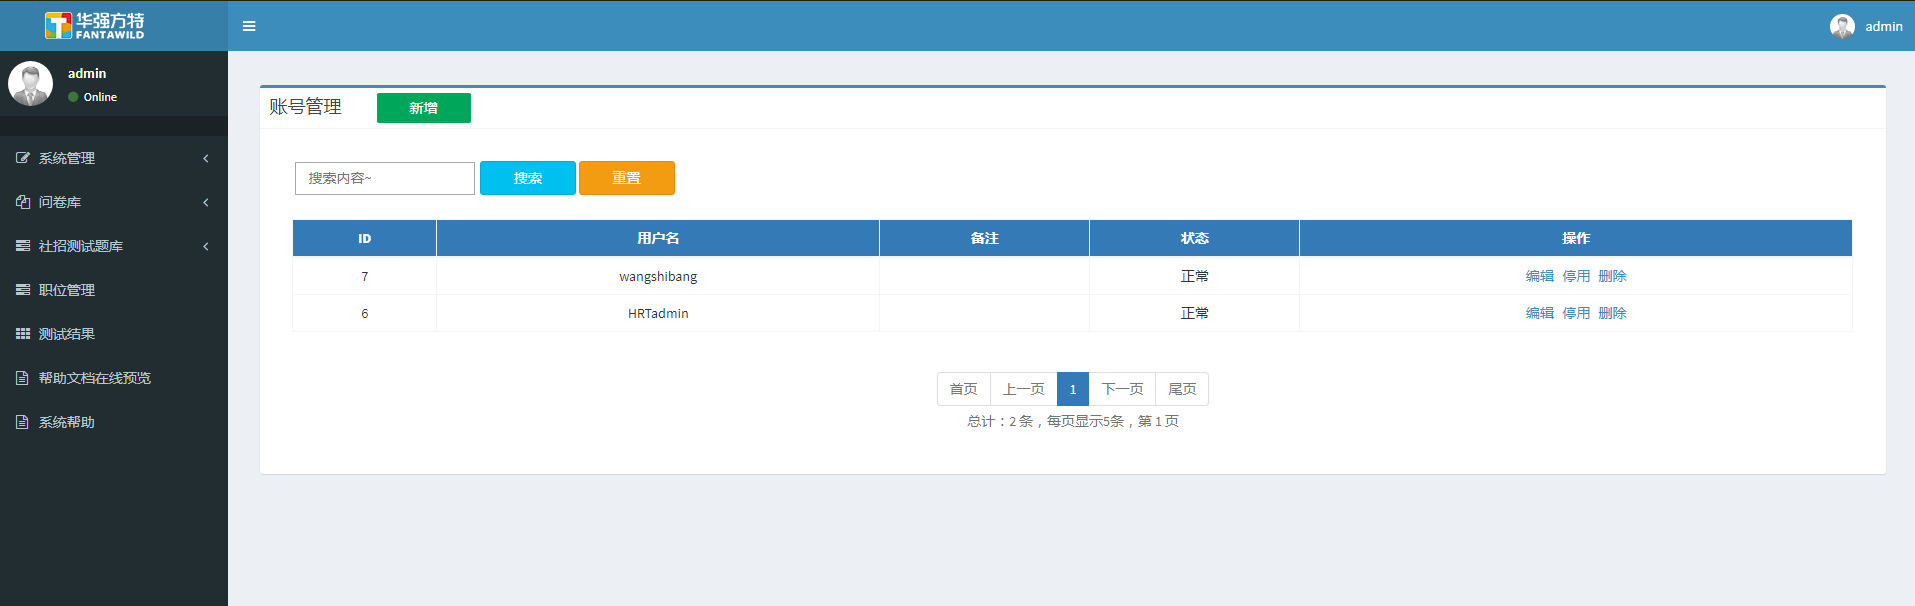 华强方特
FANTAWILD
admin
admin
Online
系统管理
问卷库
社招测试题库
职位管理
测试结果
帮助文档在线预览
系统帮助
账号管理 新增
搜索内容~ 搜索 重置
ID 用户名 备注 状态 操作
7 wangshibang 正常 编辑 停用 删除
6 HRTadmin 正常 编辑 停用 删除
首页 上一页 1 下一页 尾页
总计：2 条，每页显示5条，第 1 页